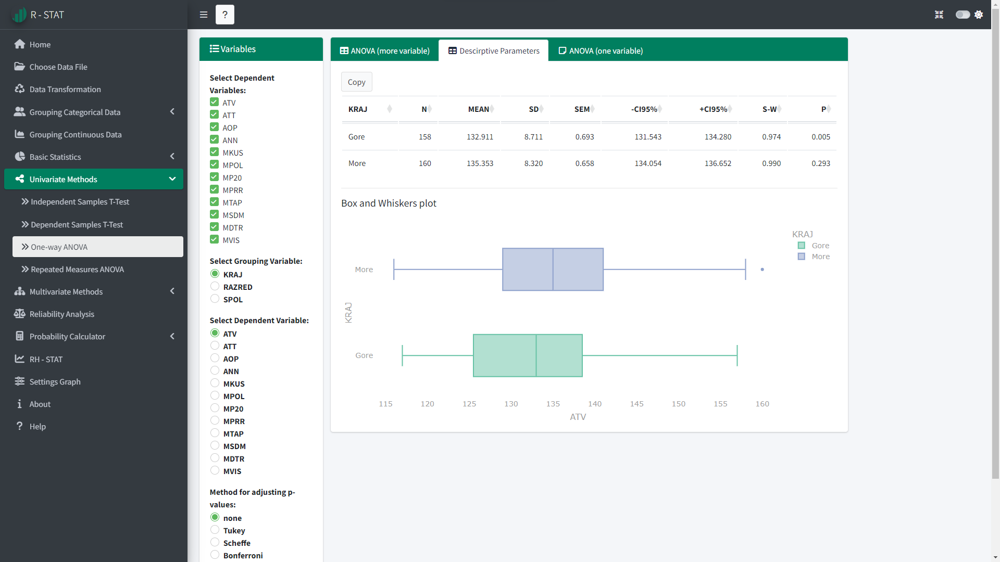 R - STAT
?
Home
Choose Data File
Data Transformation
Grouping Categorical Data
Grouping Continuous Data
Basic Statistics
Univariate Methods
Independent Samples T-Test
Dependent Samples T-Test
One-way ANOVA
Repeated Measures ANOVA
Multivariate Methods
Reliability Analysis
Probability Calculator
RH - STAT
Settings Graph
About
Help
Variables
Select Dependent
Variables:
ATV
ATT
AOP
ANN
MKUS
MPOL
MP20
MPRR
MTAP
MSDM
MDTR
MVIS
Select Grouping Variable:
KRAJ
RAZRED
SPOL
Select Dependent Variable:
ATV
ATT
AOP
ANN
MKUS
MPOL
MP20
MPRR
MTAP
MSDM
MDTR
MVIS
Method for adjusting p-
values:
none
Tukey
Scheffe
Bonferroni
ANOVA (more variable) Descirptive Parameters ANOVA (one variable)
Copy
KRAJ N MEAN SD SEM -CI95% +CI95% S-W P
Gore 158 132.911 8.711 0.693 131.543 134.280 0.974 0.005
More 160 135.353 8.320 0.658 134.054 136.652 0.990 0.293
Box and Whiskers plot
KRAJ
Gore
More
More
KRAJ
Gore
115 120 125 130 135 140 145 150 155 160
ATV